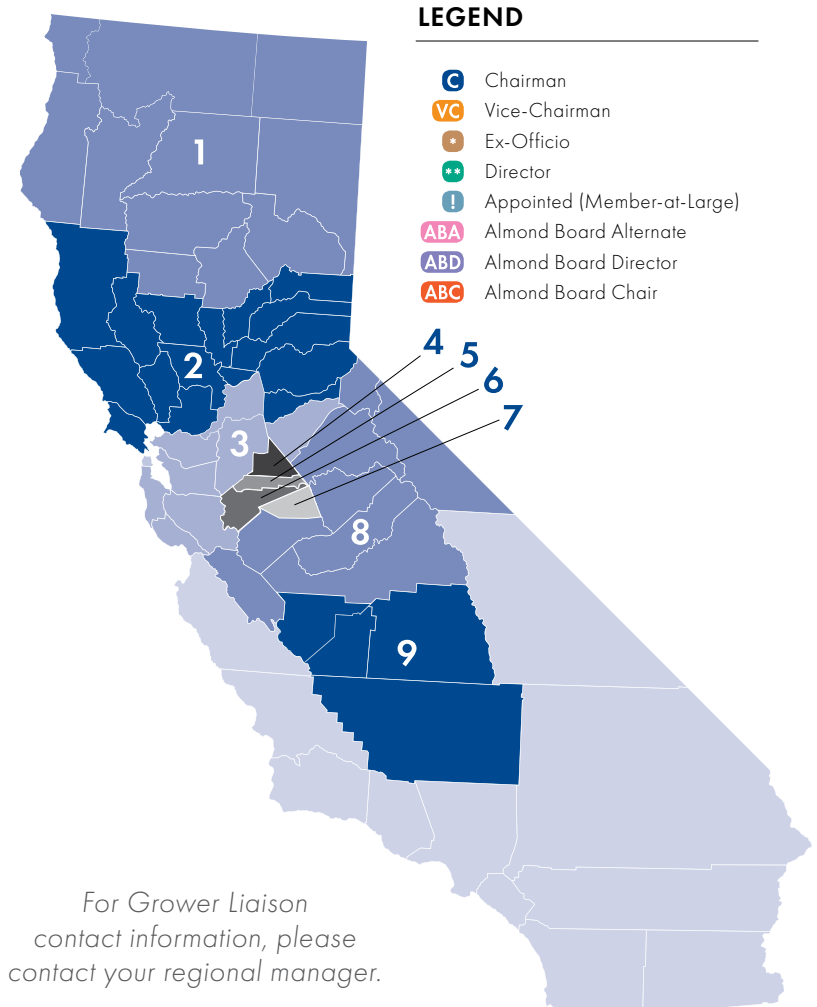 LEGEND
C Chairman
VC Vice-Chairman
* Ex-Officio
** Director
! Appointed (Member-at-Large)
ABA Almond Board Alternate
ABD Almond Board Director
ABC Almond Board Chair
1
2
3
4
5
6
7
8
9
For Grower Liaison
contact information, please
contact your regional manager.